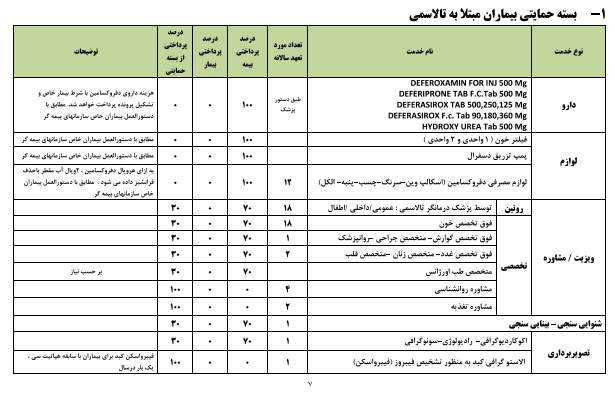 ۱– بسته حمایتی بیماران مبتلا به تالاسمی
نوع خدمت | نام خدمت | تعداد مورد تعهد سالانه | درصد پرداختی بیمه | درصد پرداختی بیمار | درصد پرداختی از بسته حمایتی | توضیحات
دارو
DEFEROXAMIN FOR INJ 500 Mg
DEFERIPRONE TAB F.C.Tab 500 Mg
DEFERASIROX TAB 500,250,125 Mg
DEFERASIROX F.c. Tab 90,180,360 Mg
HYDROXY UREA Tab 500 Mg
طبق دستور پزشک | ۱۰۰ | ۰ | ۰
هزینه داروی دفروکسامین با شرط بیمار خاص و
تشکیل پرونده پرداخت خواهد شد. مطابق با
دستورالعمل بیماران خاص سازمانهای بیمه گر
لوازم
فیلتر خون ( ۱ واحدی و ۲ واحدی ) | ۱۰۰ | ۰ | ۰ | مطابق با دستورالعمل بیماران خاص سازمانهای بیمه گر
پمپ تزریق دسفرال | ۱۰۰ | ۰ | ۰ | مطابق با دستورالعمل بیماران خاص سازمانهای بیمه گر
لوازم مصرفی دفروکسامین (اسکالپ وین-سرنگ-چسب-پنبه- الکل) | ۱۲ | ۱۰۰ | ۰ | ۰
به ازای هرویال دفروکسامین ، ۲ویال آب مقطر باحذف
فرانشیز داده می شود . مطابق با دستورالعمل بیماران
خاص سازمانهای بیمه گر
ویزیت / مشاوره
روتین | توسط پزشک درمانگر تالاسمی : عمومی/داخلی /اطفال | ۱۸ | ۷۰ | ۰ | ۳۰
تخصصی
فوق تخصص خون | ۱۸ | ۷۰ | ۰ | ۳۰
فوق تخصص گوارش- متخصص جراحی -روانپزشک | ۱ | ۷۰ | ۰ | ۳۰
فوق تخصص غدد- متخصص زنان -متخصص قلب | ۲ | ۷۰ | ۰ | ۳۰
متخصص طب اورژانس | ۷۰ | ۰ | ۳۰ | بر حسب نیاز
مشاوره روانشناسی | ۴ | ۰ | ۰ | ۱۰۰
مشاوره تغذیه | ۲ | ۰ | ۰ | ۱۰۰
شنوایی سنجی – بینایی سنجی | ۱ | ۷۰ | ۰ | ۳۰
تصویربرداری
اکوکاردیوگرافی- رادیولوژی-سونوگرافی | ۱ | ۷۰ | ۰ | ۳۰
الاستو گرافی کبد به منظور تشخیص فیبروز (فیبرواسکن) | ۱ | ۰ | ۰ | ۱۰۰
فیبرواسکن کبد برای بیماران با سابقه هپاتیت سی ،
یک بار درسال
۷